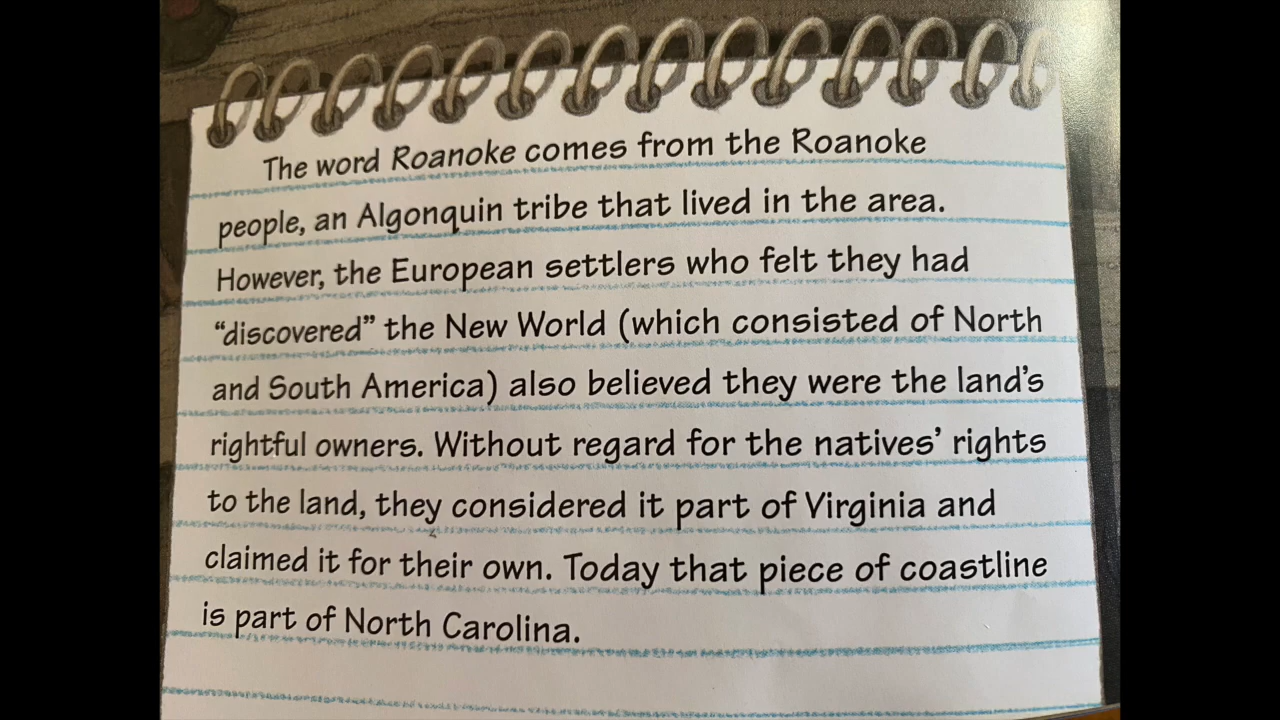 The word Roanoke comes from the Roanoke
people, an Algonquin tribe that lived in the area.
However, the European settlers who felt they had
“discovered” the New World (which consisted of North
and South America) also believed they were the land’s
rightful owners. Without regard for the natives’ rights
to the land, they considered it part of Virginia and
claimed it for their own. Today that piece of coastline
is part of North Carolina.